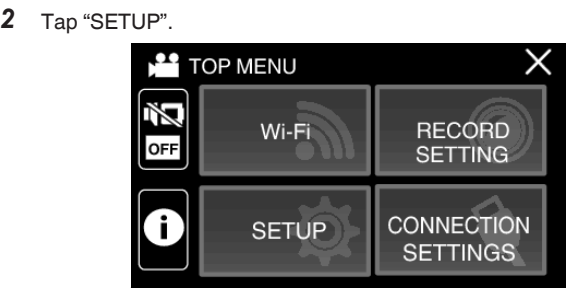 2 Tap “SETUP”.
TOP MENU
OFF
Wi-Fi
RECORD
SETTING
i
SETUP
CONNECTION
SETTINGS